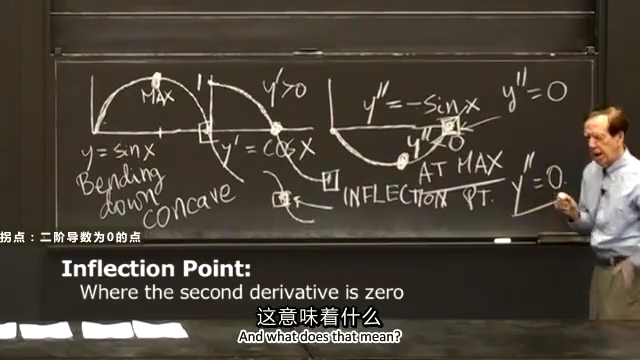 MAX
1
y' > 0
y = sin x
y' = cos x
Bending
down
concave
y'' = -sin x
y'' = 0
y'' < 0
AT MAX
INFLECTION PT.
y'' = 0
拐点：二阶导数为0的点
Inflection Point:
Where the second derivative is zero
这意味着什么
And what does that mean?